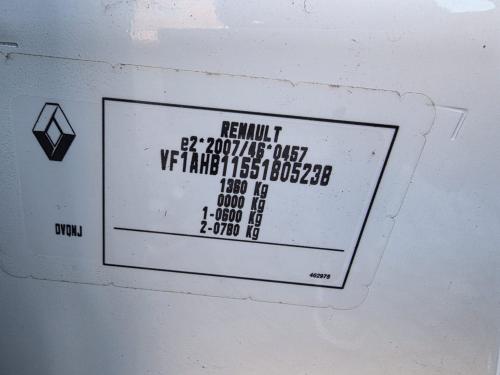 RENAULT
e2*2007/46*0457
VF1AHB11551805238
1360 Kg
0000 Kg
1-0600 Kg
2-0780 Kg
DVQNJ
462975